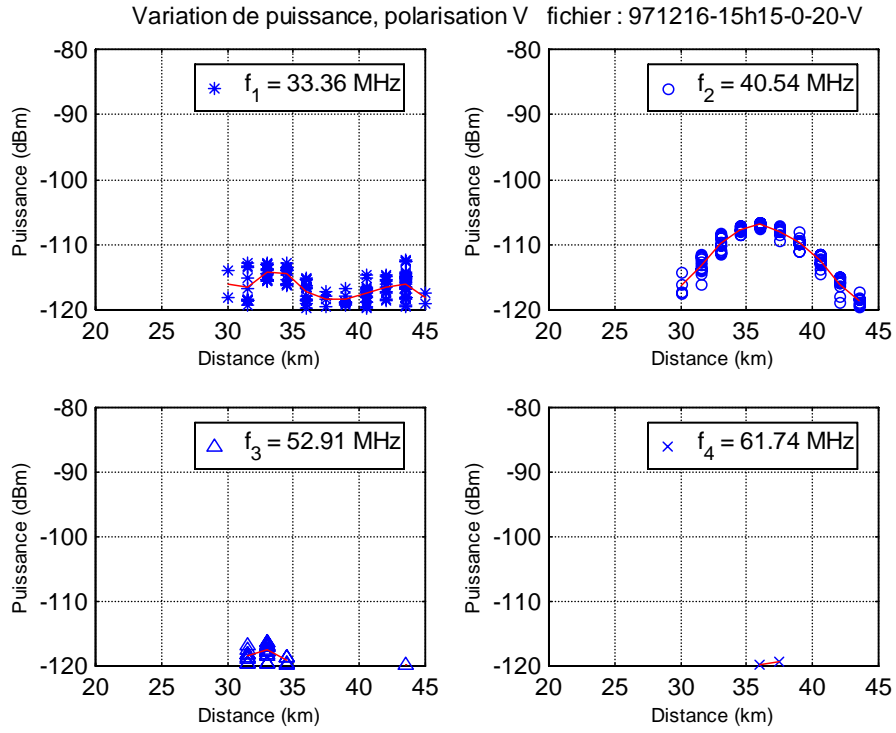 Variation de puissance, polarisation V fichier : 971216-15h15-0-20-V
-80
-90
-100
-110
-120
Puissance (dBm)
f1 = 33.36 MHz
20 25 30 35 40 45
Distance (km)
-80
-90
-100
-110
-120
Puissance (dBm)
f2 = 40.54 MHz
20 25 30 35 40 45
Distance (km)
-80
-90
-100
-110
-120
Puissance (dBm)
f3 = 52.91 MHz
20 25 30 35 40 45
Distance (km)
-80
-90
-100
-110
-120
Puissance (dBm)
f4 = 61.74 MHz
20 25 30 35 40 45
Distance (km)